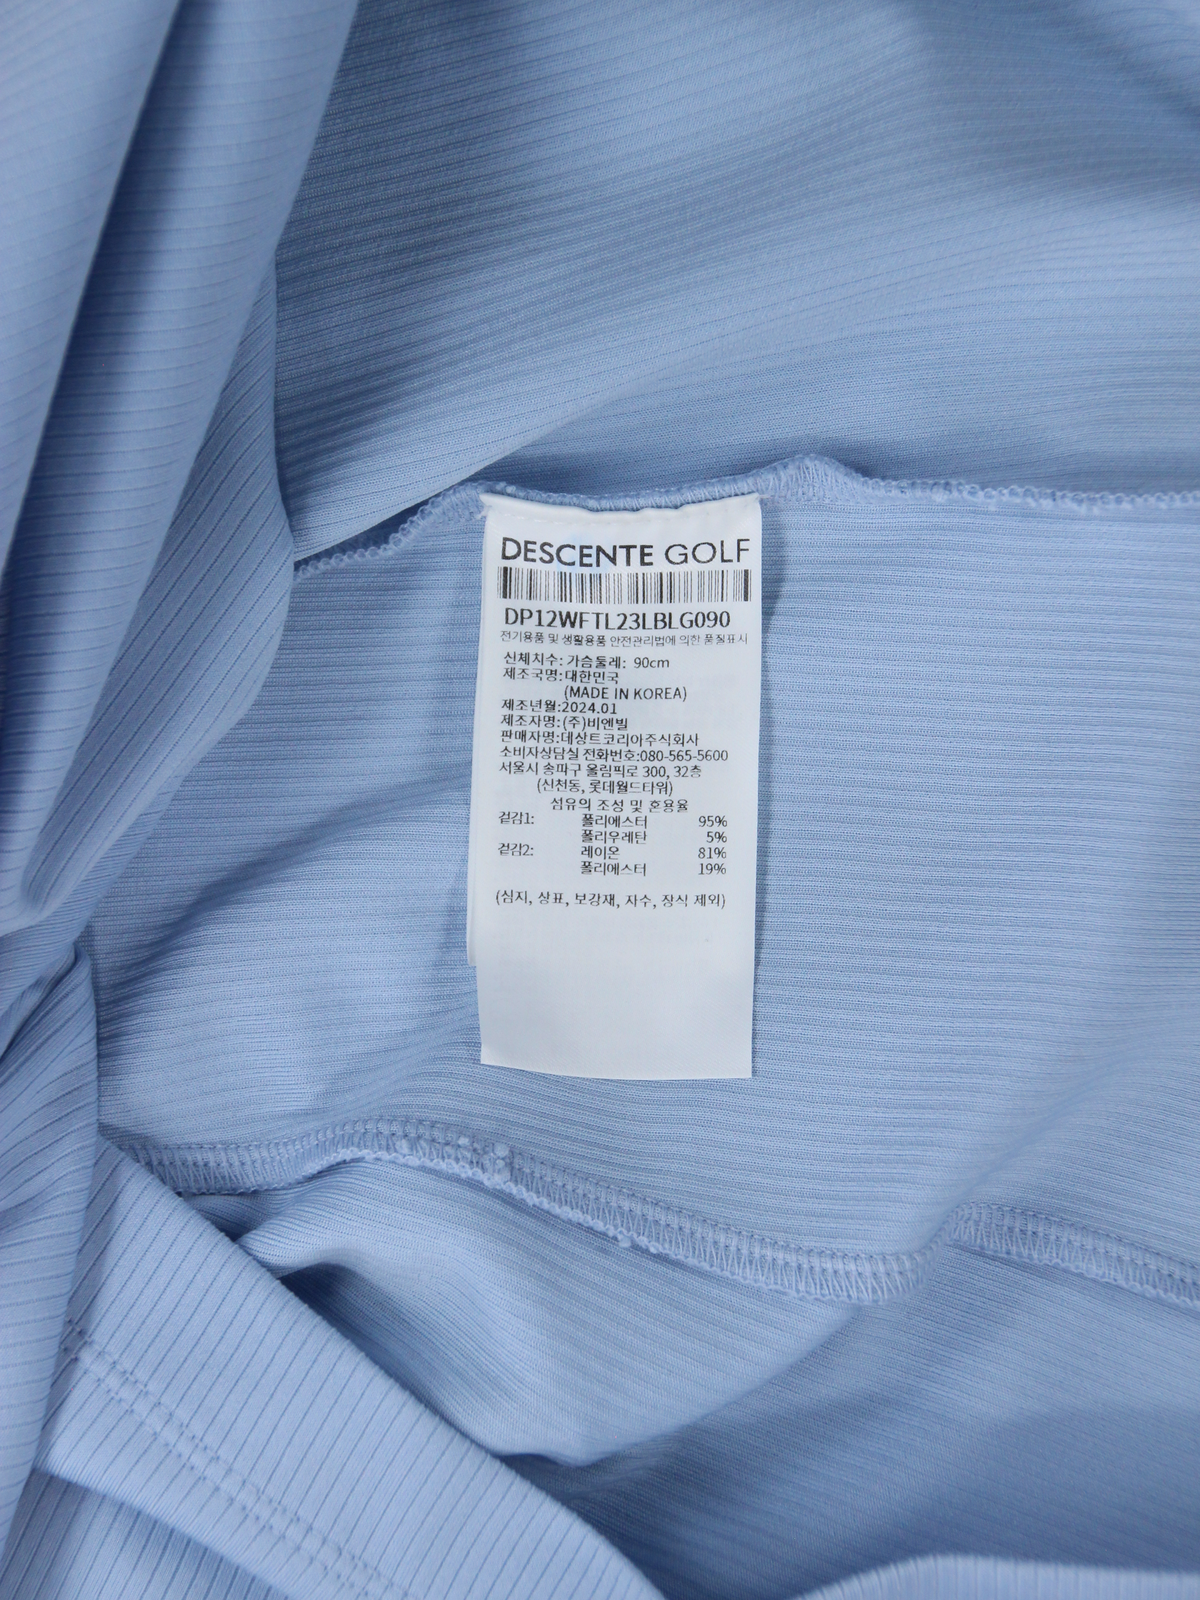 DESCENTE GOLF
DP12WFTL23LBLG090
전기용품 및 생활용품 안전관리법에 의한 품질표시
신체치수: 가슴둘레: 90cm
제조국명:대한민국
(MADE IN KOREA)
제조년월:2024.01
제조자명:(주)비엔빌
판매자명:데상트코리아주식회사
소비자상담실 전화번호:080-565-5600
서울시 송파구 올림픽로 300, 32층
(신천동, 롯데월드타워)
섬유의 조성 및 혼용율
겉감1: 폴리에스터 95%
폴리우레탄 5%
겉감2: 레이온 81%
폴리에스터 19%
(심지, 상표, 보강재, 자수, 장식 제외)